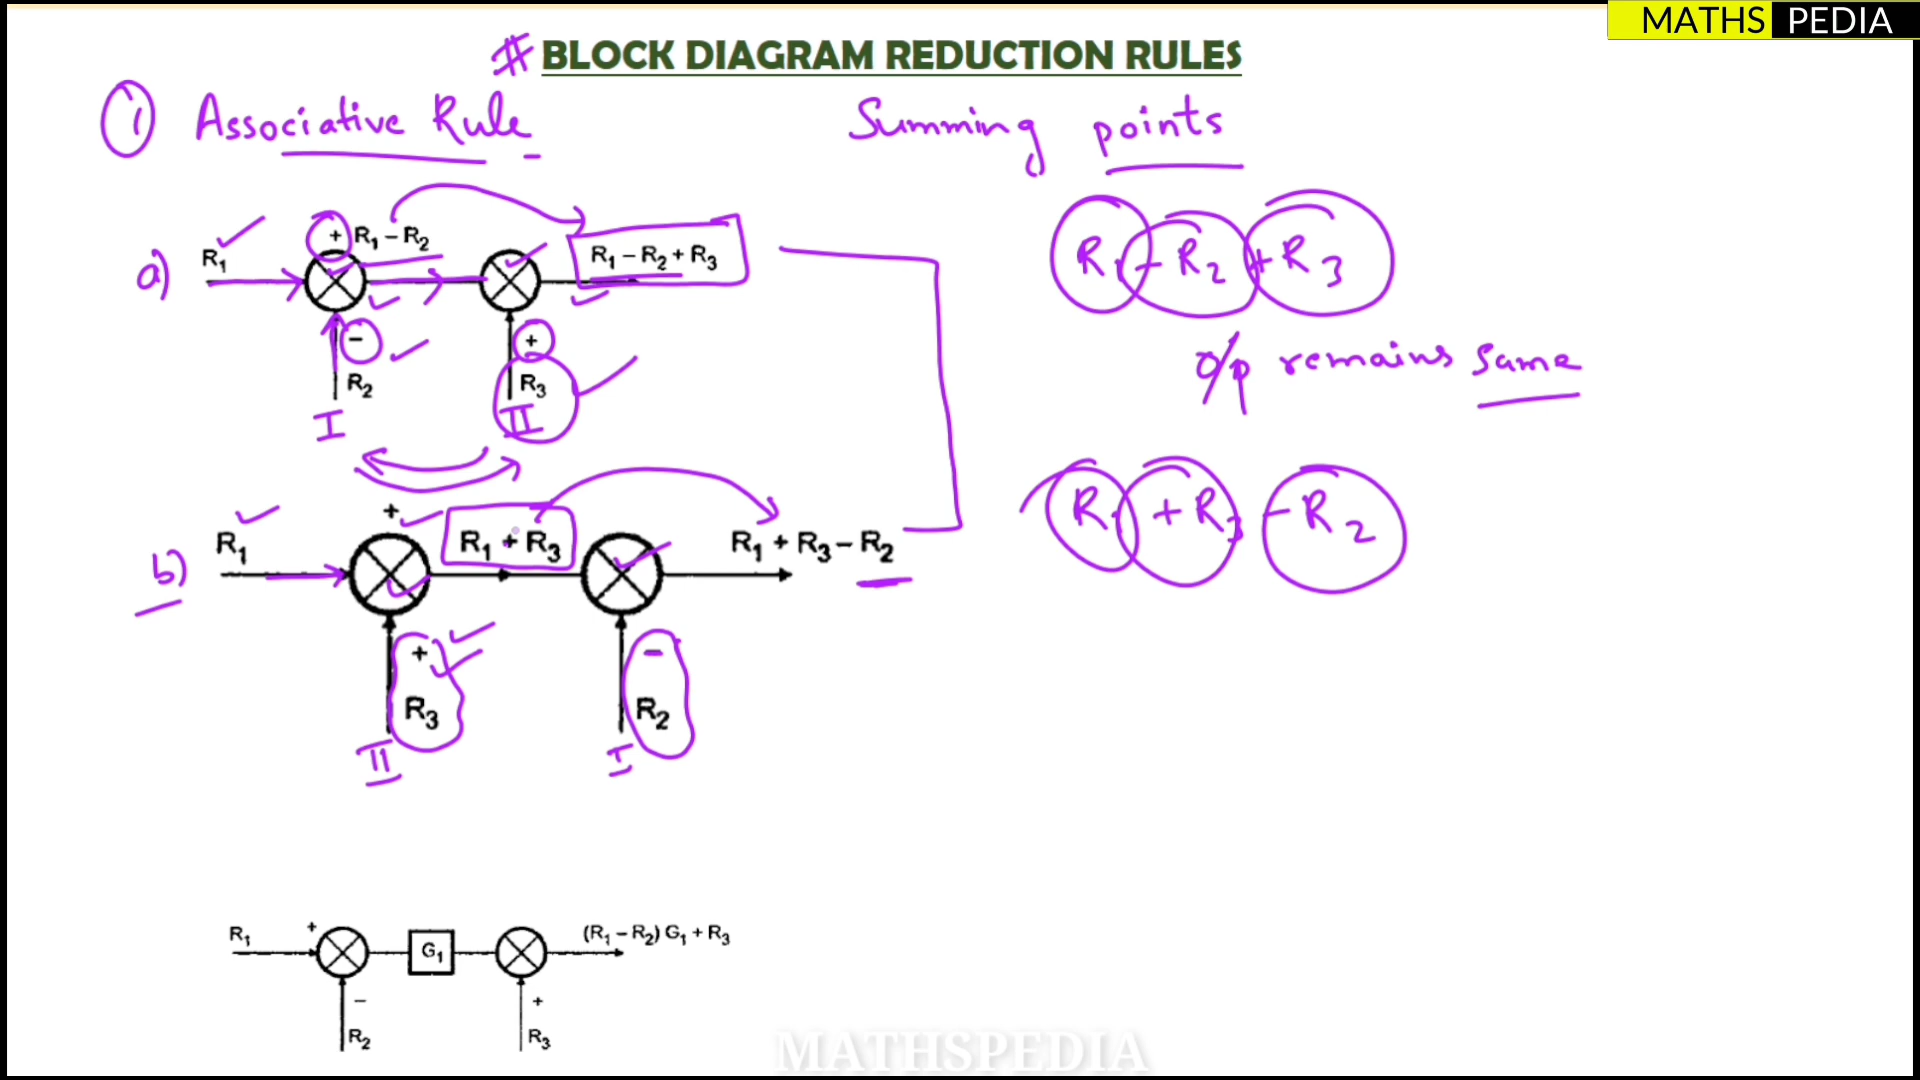 MATHS PEDIA
# BLOCK DIAGRAM REDUCTION RULES
① Associative Rule
Summing points
a)
R₁
+
R₁ – R₂
R₁ – R₂ + R₃
–
R₂
I
+
R₃
II
R₁ – R₂ + R₃
o/p remains same
b)
R₁
+
R₁ + R₃
R₁ + R₃ – R₂
+
R₃
II
–
R₂
I
R₁ + R₃ – R₂
R₁
+
G₁
(R₁ – R₂) G₁ + R₃
–
R₂
+
R₃
MATHSPEDIA